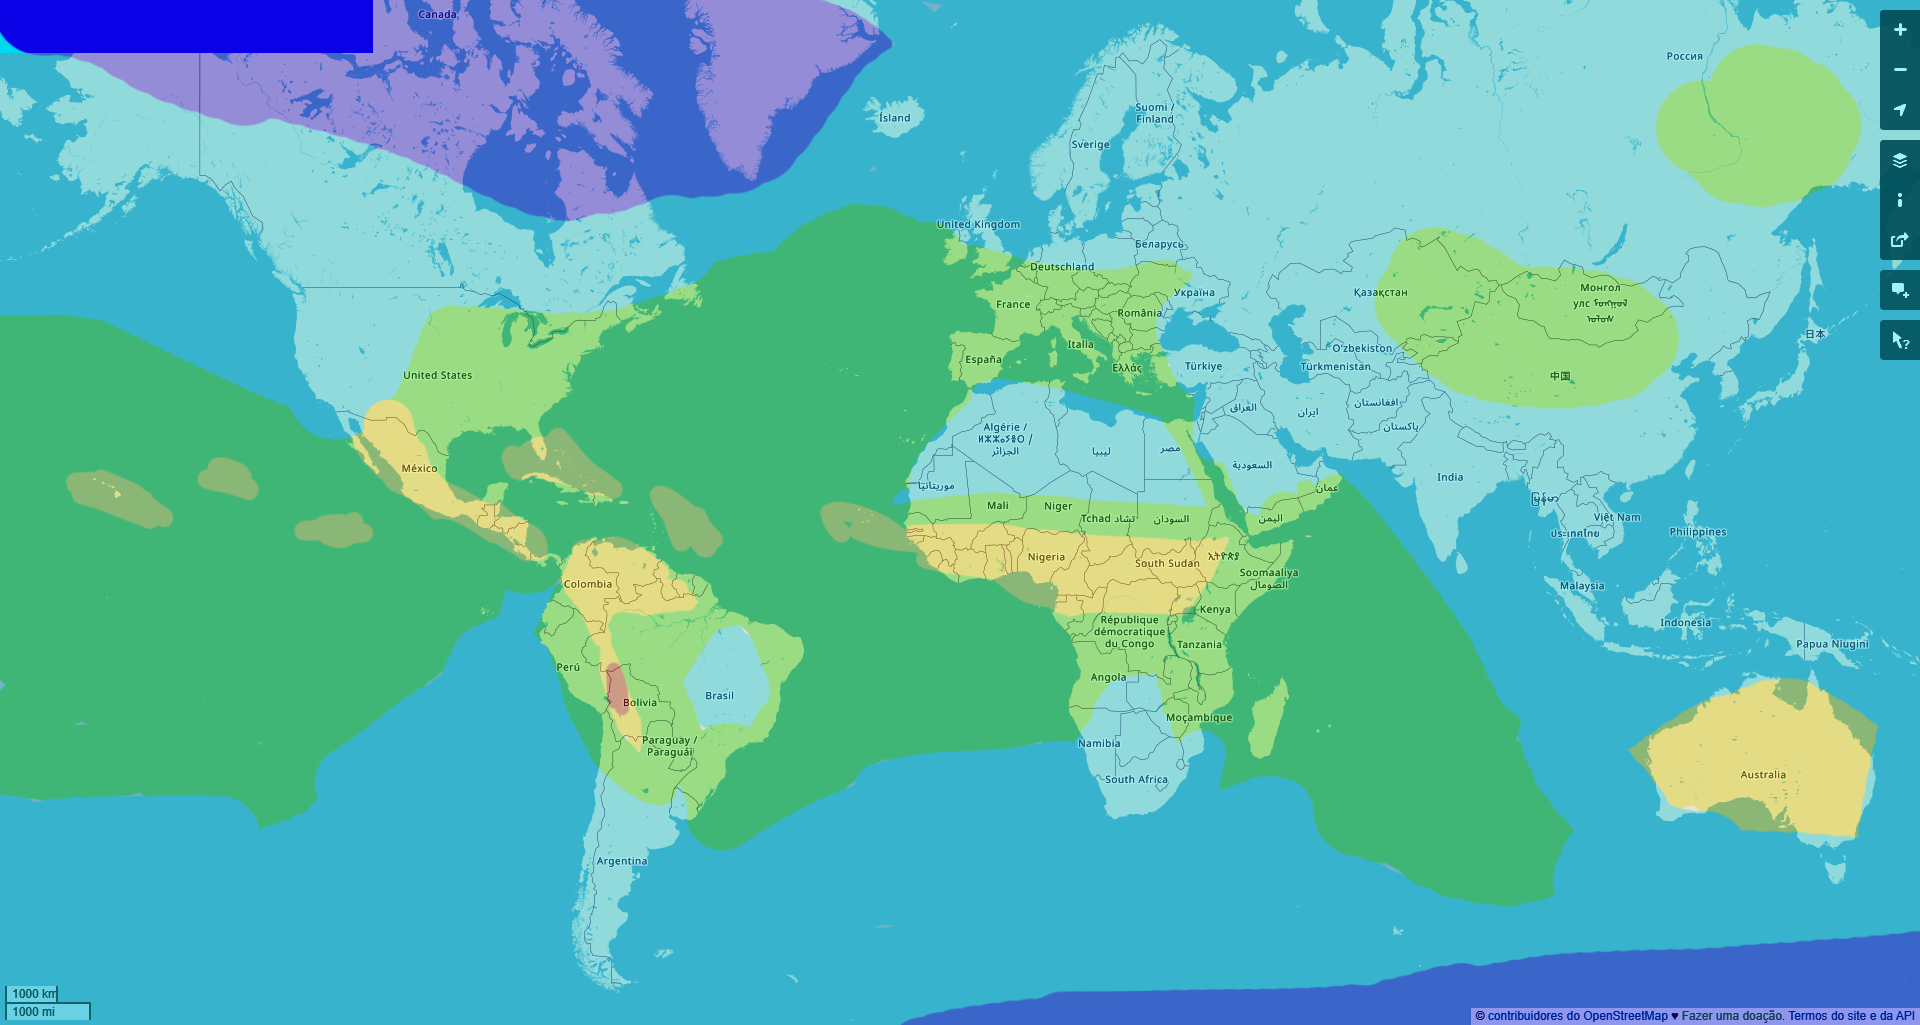 Canada
Россия
Ísland
Suomi /
Finland
Sverige
United Kingdom
Беларусь
Deutschland
Україна
Қазақстан
Монгол
улс
France
România
日本
Italia
O'zbekiston
España
Ελλάς
Türkiye
Türkmenistan
United States
中国
افغانستان
العراق
ایران
پاکستان
Algérie /
ⵍⵣⵣⴰⵢⴻⵔ /
الجزائر
ليبيا
مصر
México
السعودية
India
موريتانيا
عمان
မြန်မာ
Mali
Niger
Tchad تشاد
السودان
اليمن
Việt Nam
ประเทศไทย
Philippines
Nigeria
South Sudan
ኢትዮጵያ
Colombia
Soomaaliya
الصومال
Malaysia
Kenya
République
démocratique
du Congo
Indonesia
Tanzania
Papua Niugini
Perú
Angola
Bolivia
Brasil
Moçambique
Paraguay /
Paraguái
Namibia
South Africa
Australia
Argentina
1000 km
1000 mi
© contribuidores do OpenStreetMap ♥ Fazer uma doação. Termos do site e da API